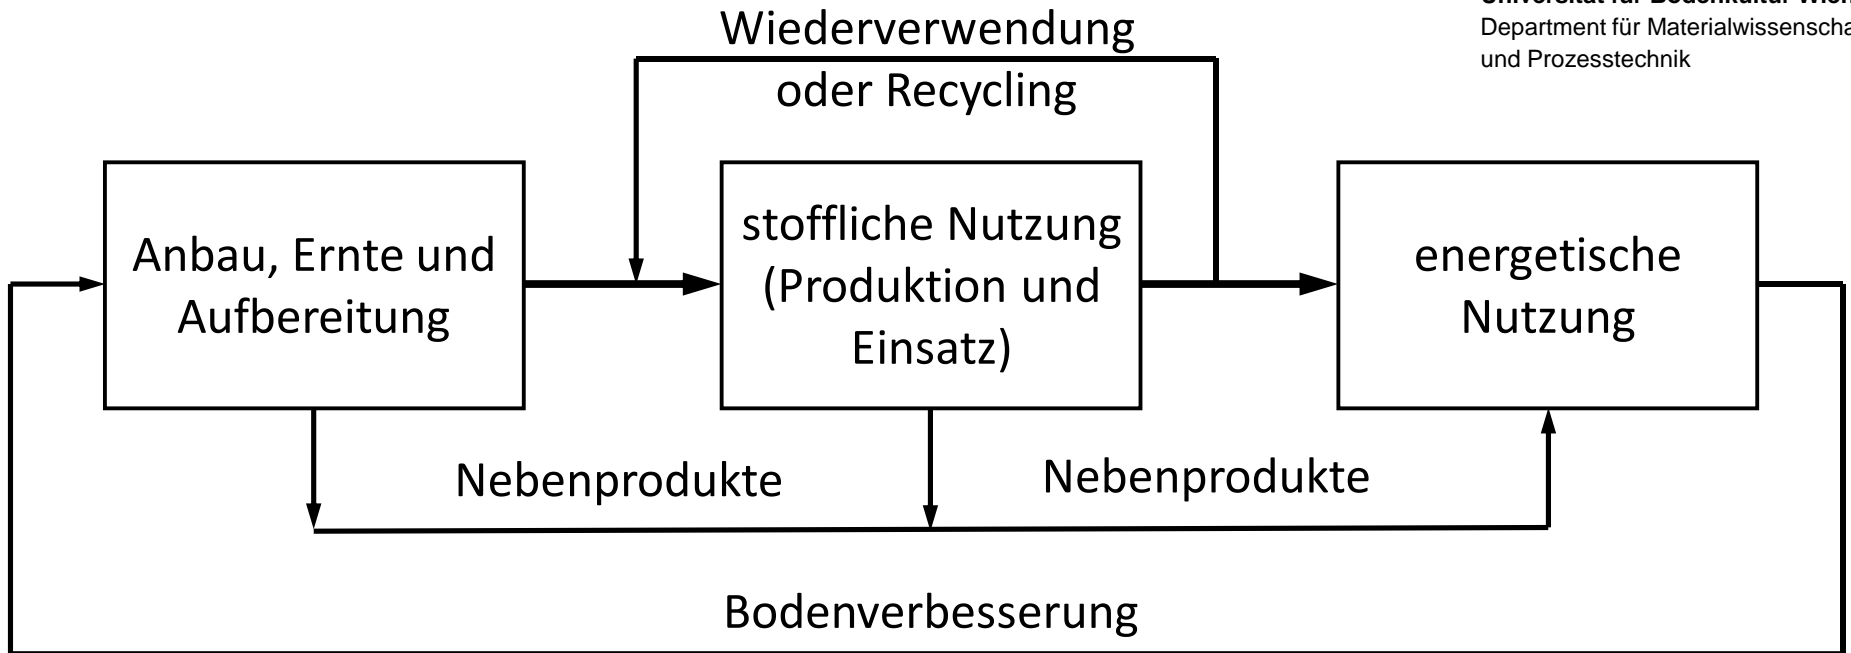 Department für Materialwissenscha
und Prozesstechnik
Wiederverwendung
oder Recycling
Anbau, Ernte und
Aufbereitung
stoffliche Nutzung
(Produktion und
Einsatz)
energetische
Nutzung
Nebenprodukte
Nebenprodukte
Bodenverbesserung